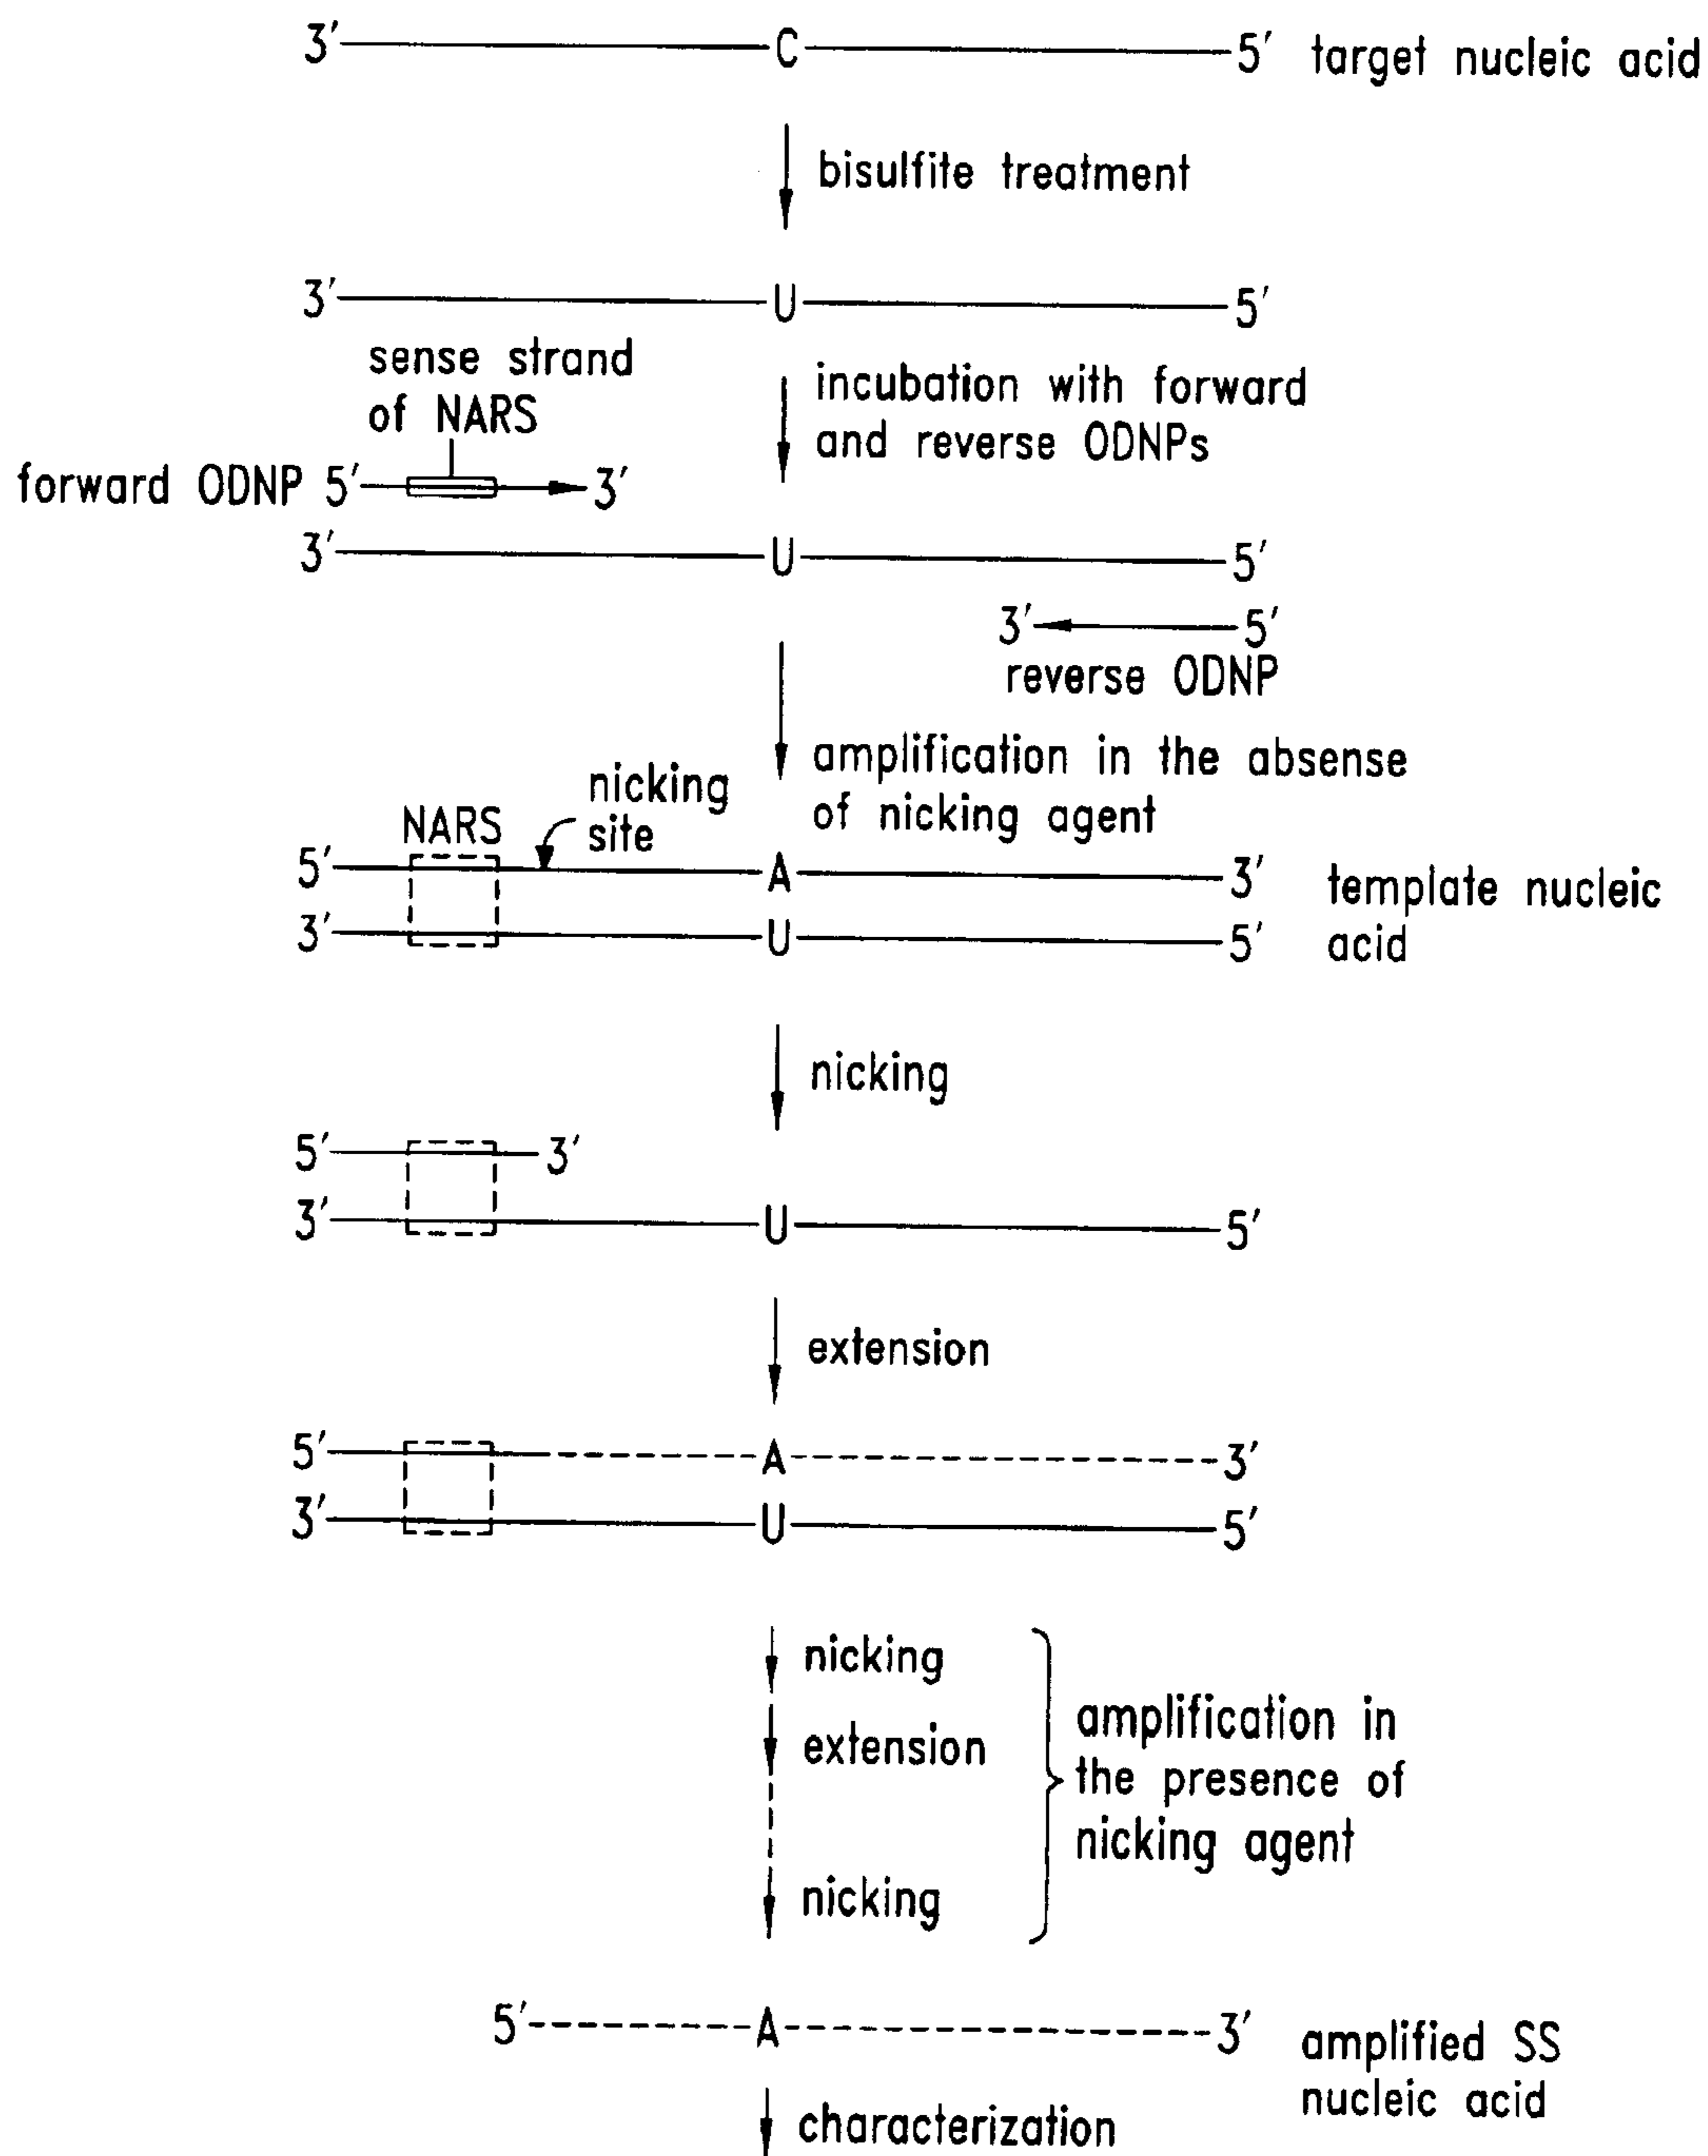 3′ C 5′ target nucleic acid
bisulfite treatment
3′ U 5′
sense strand
of NARS
incubation with forward
and reverse ODNPs
forward ODNP 5′ 3′
3′ U 5′
3′ 5′
reverse ODNP
amplification in the absense
of nicking agent
nicking
site
NARS
5′ A 3′
3′ U 5′
template nucleic
acid
nicking
5′ 3′
3′ U 5′
extension
5′ A 3′
3′ U 5′
nicking
extension
nicking
amplification in
the presence of
nicking agent
5′ A 3′
amplified SS
nucleic acid
characterization